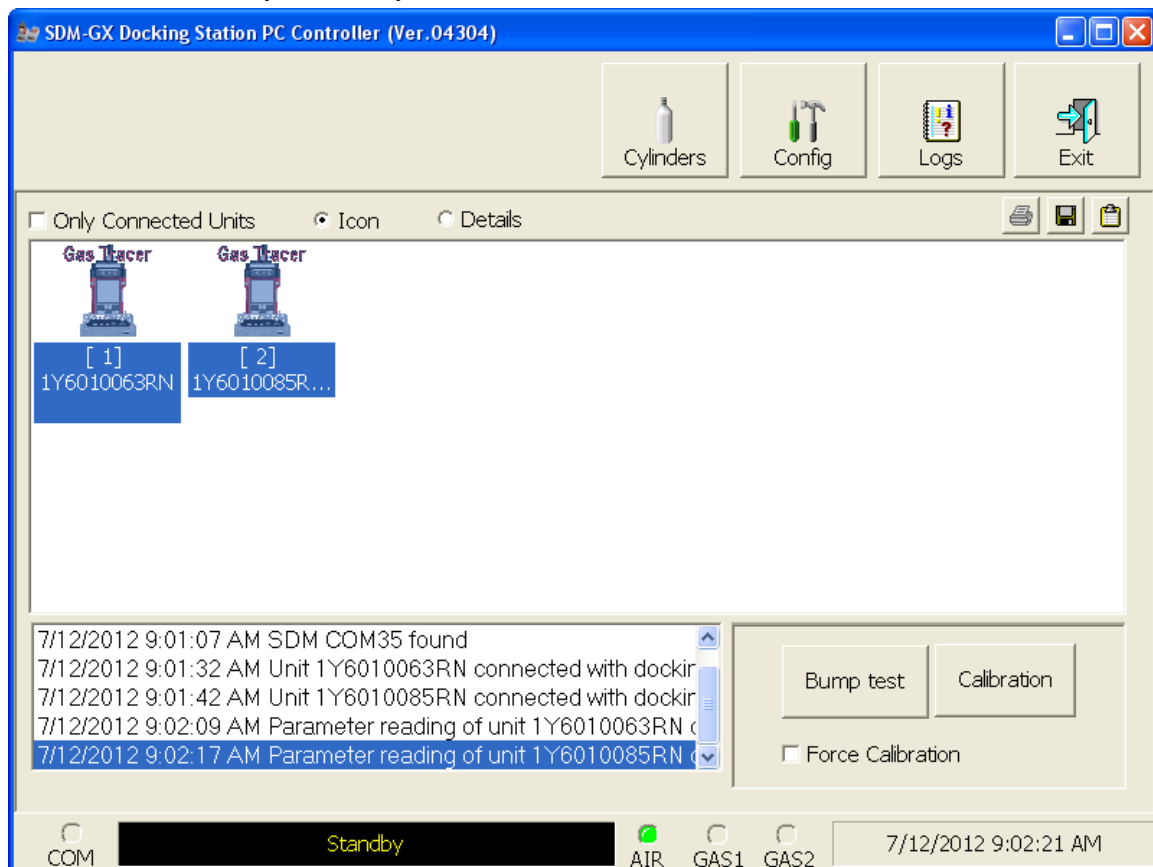 SDM-GX Docking Station PC Controller (Ver.04304)
Cylinders Config Logs Exit
Only Connected Units Icon Details
Gas Tracer Gas Tracer
[ 1] [ 2]
1Y6010063RN 1Y6010085R...
7/12/2012 9:01:07 AM SDM COM35 found
7/12/2012 9:01:32 AM Unit 1Y6010063RN connected with dockin
7/12/2012 9:01:42 AM Unit 1Y6010085RN connected with dockin
7/12/2012 9:02:09 AM Parameter reading of unit 1Y6010063RN
7/12/2012 9:02:17 AM Parameter reading of unit 1Y6010085RN
Bump test Calibration
Force Calibration
COM Standby AIR GAS1 GAS2 7/12/2012 9:02:21 AM